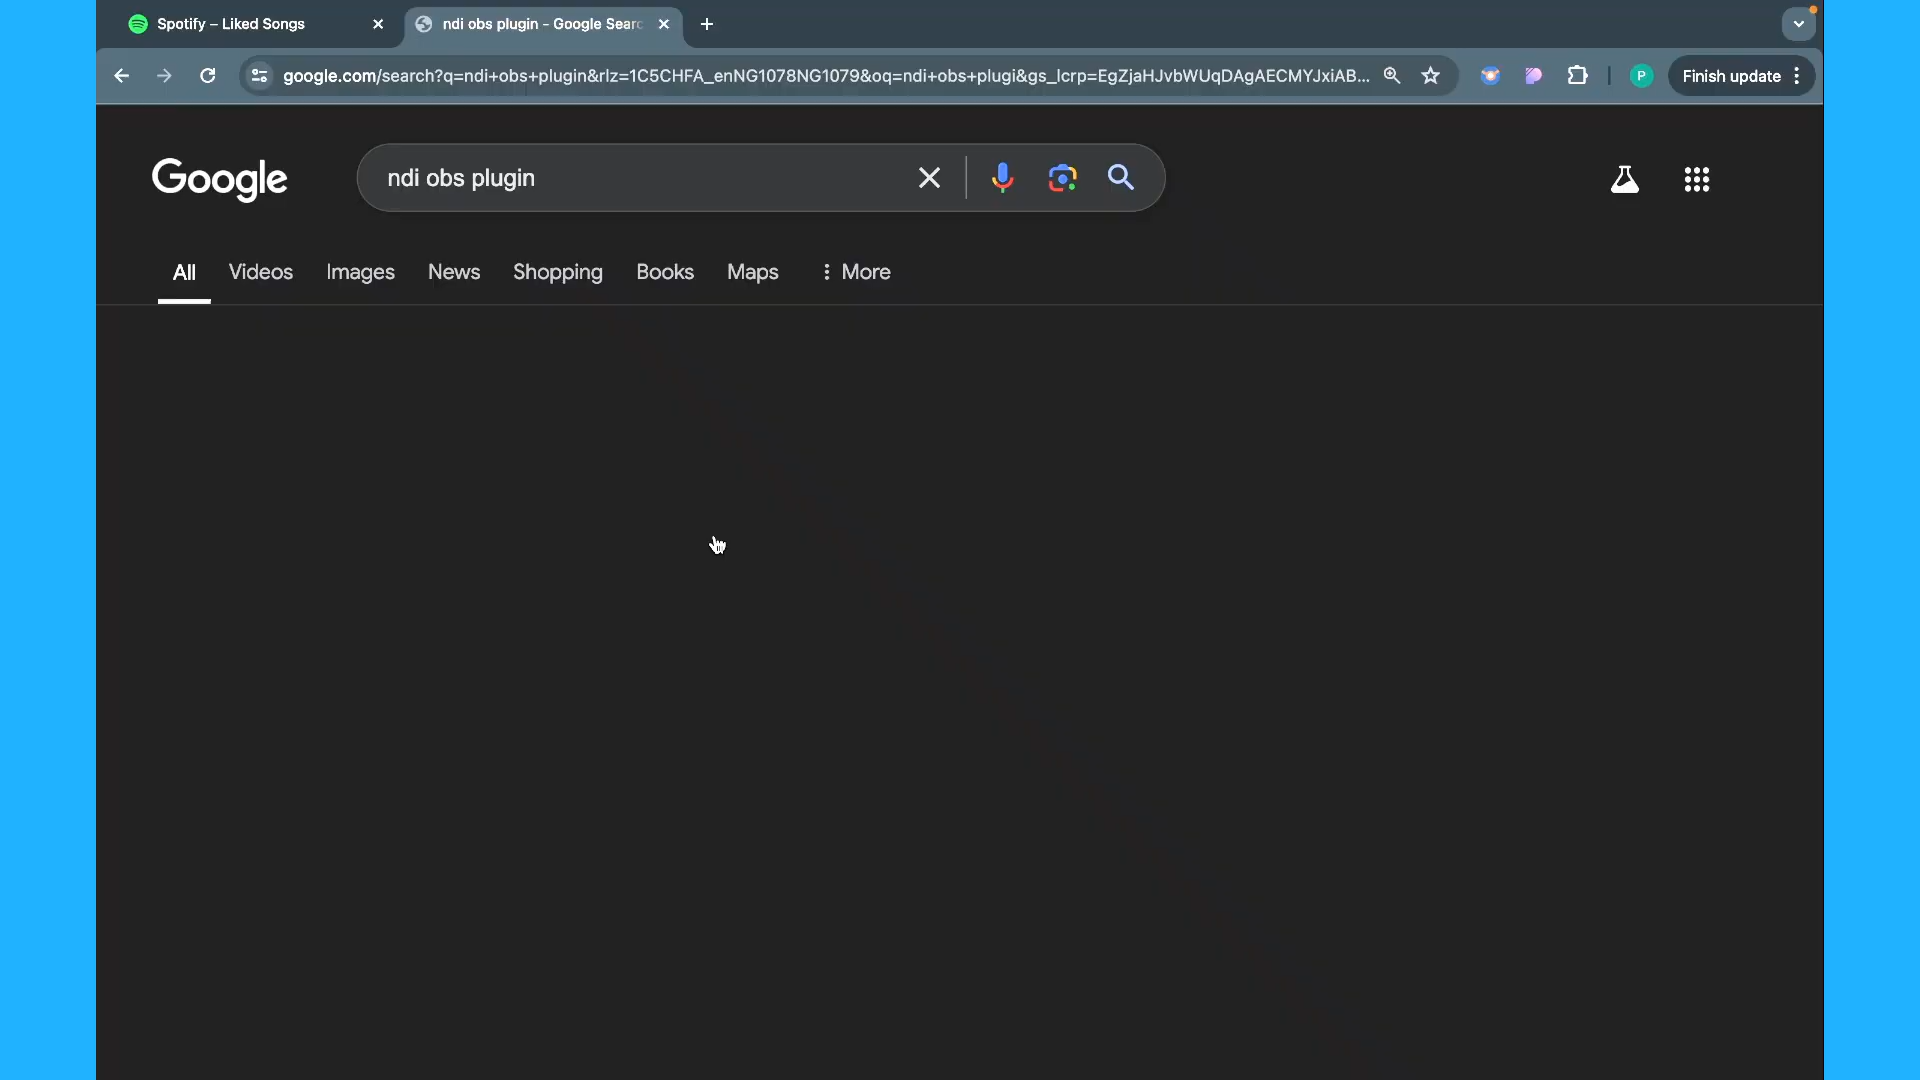 Spotify – Liked Songs
ndi obs plugin - Google Searc
google.com/search?q=ndi+obs+plugin&rlz=1C5CHFA_enNG1078NG1079&oq=ndi+obs+plugi&gs_lcrp=EgZjaHJvbWUqDAgAECMYJxiAB...
P
Finish update
Google
ndi obs plugin
All Videos Images News Shopping Books Maps More